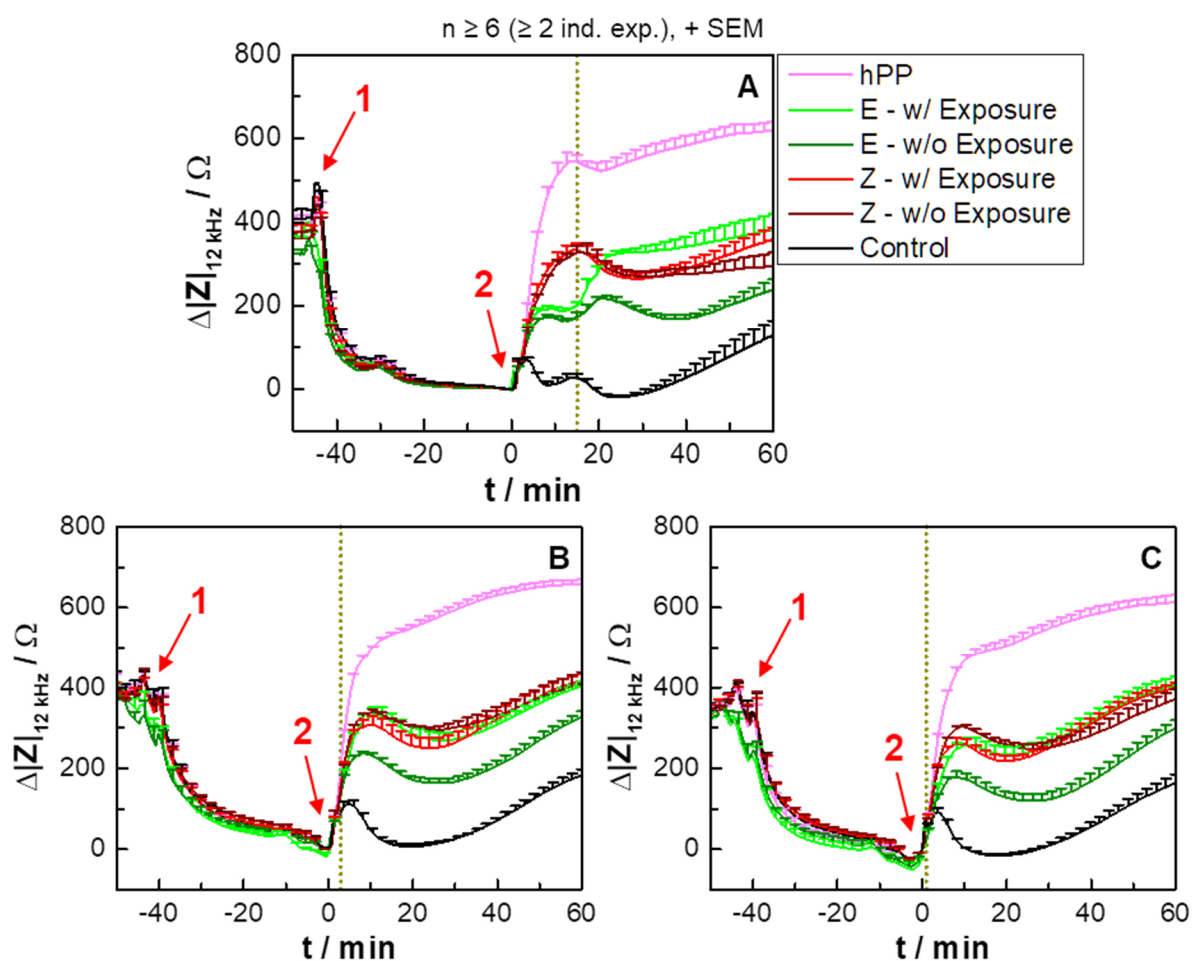 n ≥ 6 (≥ 2 ind. exp.), + SEM
800
600
400
200
0
Δ|Z|12 kHz / Ω
1
2
A
-40
-20
0
20
40
60
t / min
hPP
E - w/ Exposure
E - w/o Exposure
Z - w/ Exposure
Z - w/o Exposure
Control
800
600
400
200
0
Δ|Z|12 kHz / Ω
1
2
B
-40
-20
0
20
40
60
t / min
800
600
400
200
0
Δ|Z|12 kHz / Ω
1
2
C
-40
-20
0
20
40
60
t / min